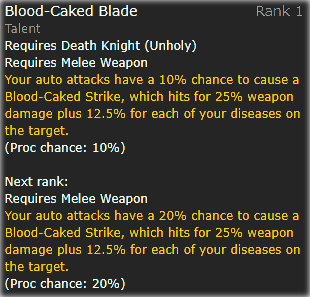 Blood-Caked Blade Rank 1
Talent
Requires Death Knight (Unholy)
Requires Melee Weapon
Your auto attacks have a 10% chance to cause a
Blood-Caked Strike, which hits for 25% weapon
damage plus 12.5% for each of your diseases on
the target.
(Proc chance: 10%)
Next rank:
Requires Melee Weapon
Your auto attacks have a 20% chance to cause a
Blood-Caked Strike, which hits for 25% weapon
damage plus 12.5% for each of your diseases on
the target.
(Proc chance: 20%)